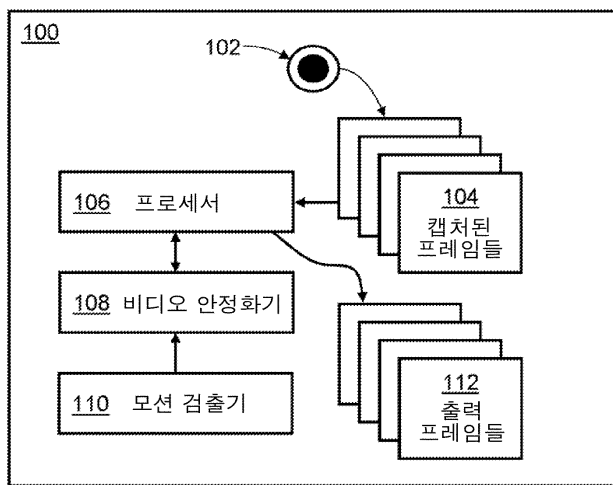 100
102
104
캡처된
프레임들
106 프로세서
108 비디오 안정화기
110 모션 검출기
112
출력
프레임들